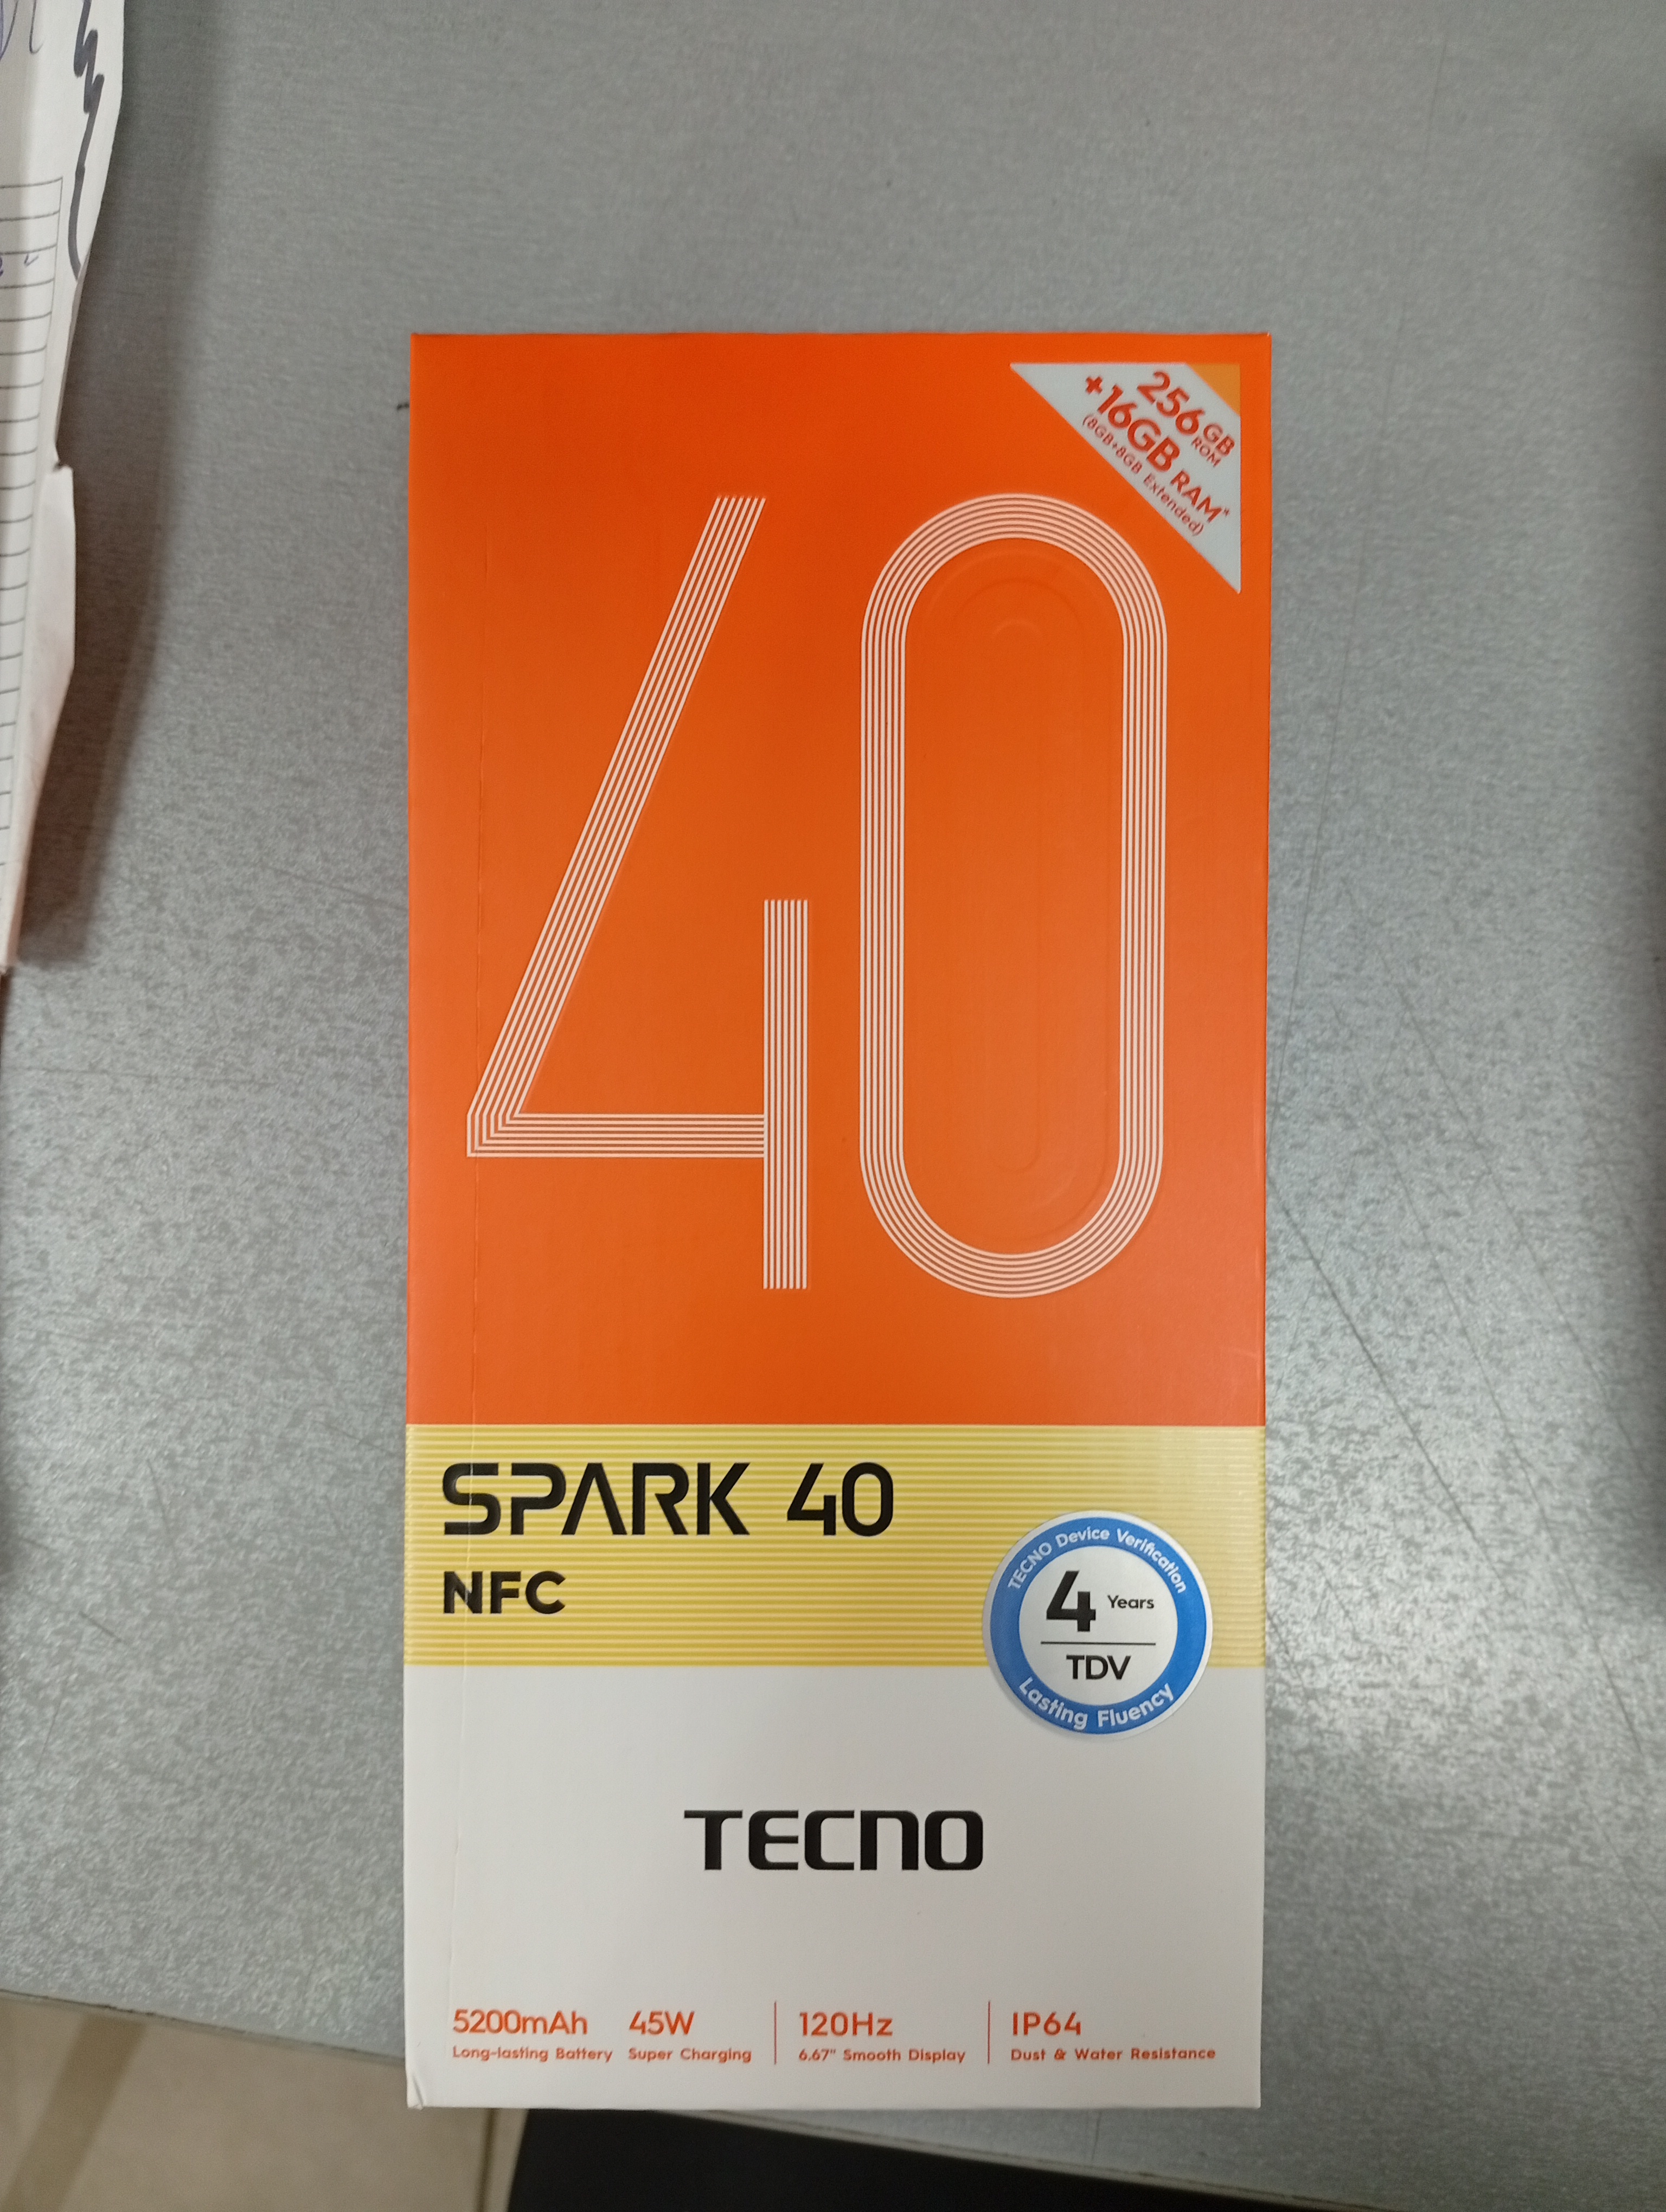 256GB
ROM
+16GB RAM*
(8GB+8GB Extended)
40
SPARK 40
NFC
TECNO Device Verification
4 Years
TDV
Lasting Fluency
TECNO
5200mAh 45W 120Hz IP64
Long-lasting Battery Super Charging 6.67" Smooth Display Dust & Water Resistance